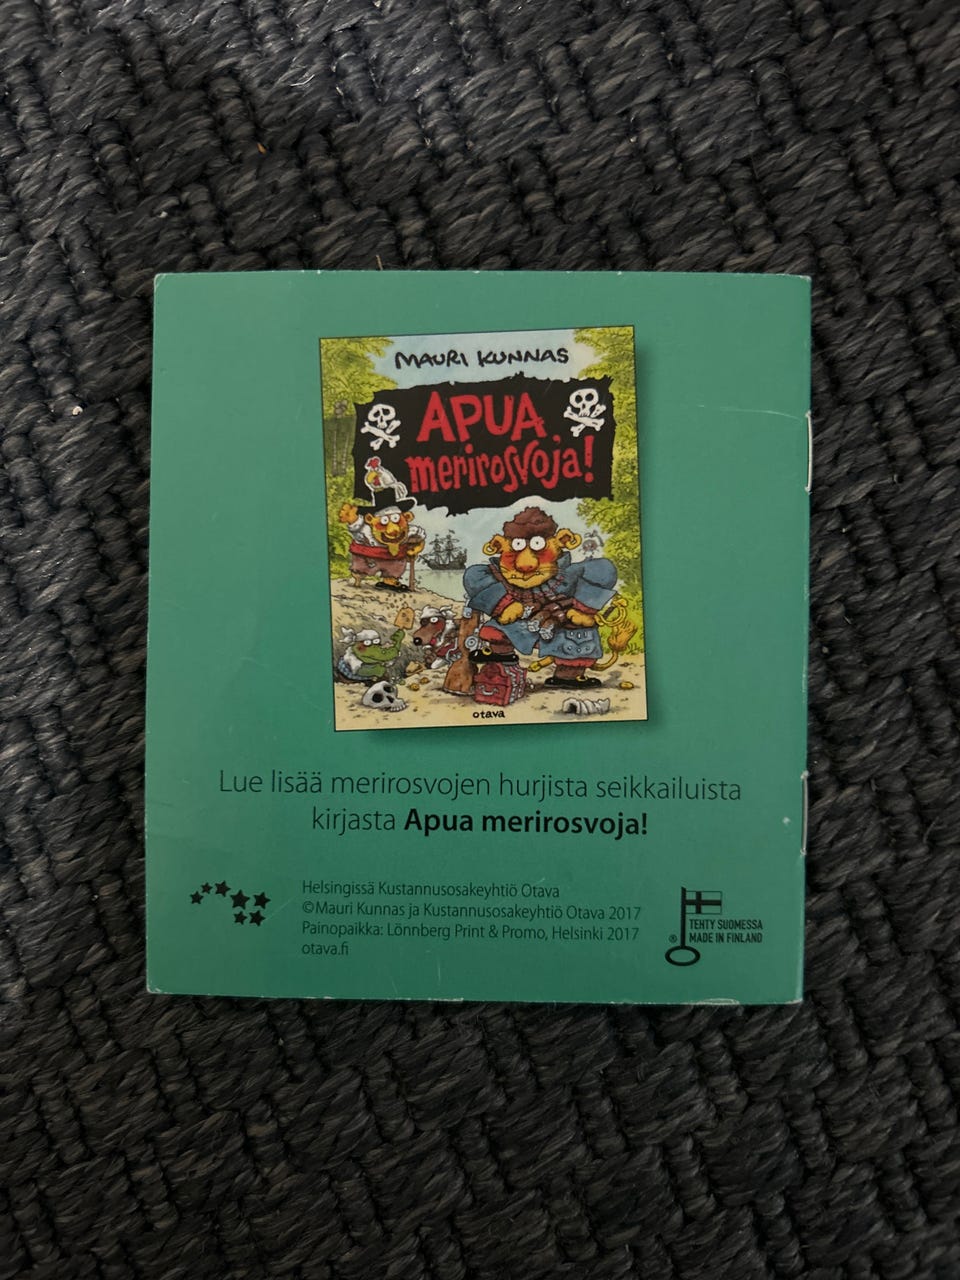 MAURI KUNNAS
APUA
merirosvoja!
otava
Lue lisää merirosvojen hurjista seikkailuista
kirjasta Apua merirosvoja!
Helsingissä Kustannusosakeyhtiö Otava
©Mauri Kunnas ja Kustannusosakeyhtiö Otava 2017
Painopaikka: Lönnberg Print & Promo, Helsinki 2017
otava.fi
TEHTY SUOMESSA
® MADE IN FINLAND